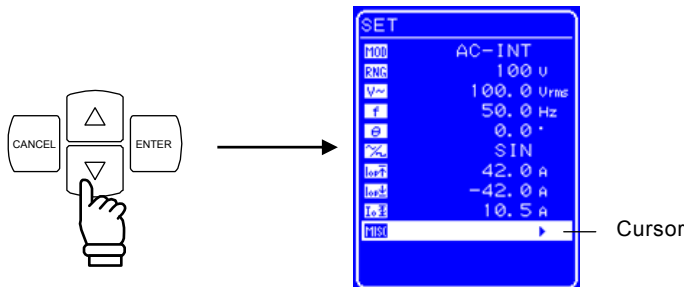 CANCEL
ENTER
SET
MOD AC-INT
RNG 100 V
V~ 100.0 Vrms
f 50.0 Hz
θ 0.0 °
SIN
42.0 A
-42.0 A
10.5 A
MISC
Cursor